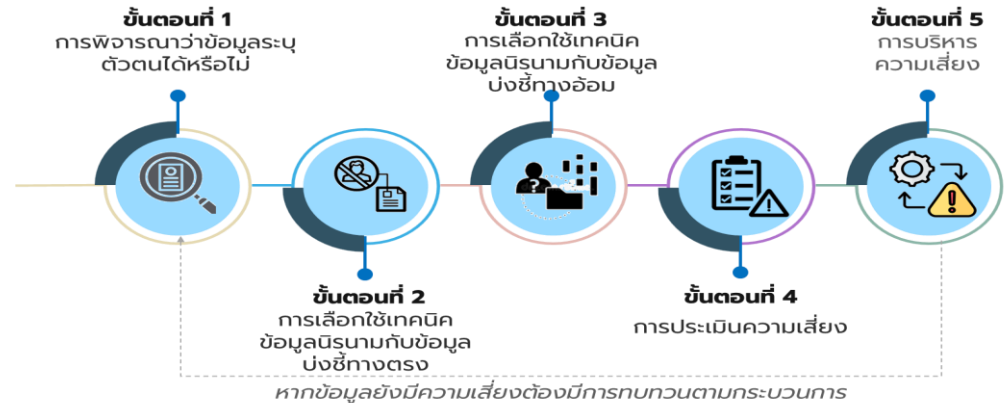 ขั้นตอนที่ 1
การพิจารณาว่าข้อมูลระบุ
ตัวตนได้หรือไม่
ขั้นตอนที่ 2
การเลือกใช้เทคนิค
ข้อมูลนิรนามกับข้อมูล
บ่งชี้ทางตรง
ขั้นตอนที่ 3
การเลือกใช้เทคนิค
ข้อมูลนิรนามกับข้อมูล
บ่งชี้ทางอ้อม
ขั้นตอนที่ 4
การประเมินความเสี่ยง
ขั้นตอนที่ 5
การบริหาร
ความเสี่ยง
หากข้อมูลยังมีความเสี่ยงต้องมีการทบทวนตามกระบวนการ